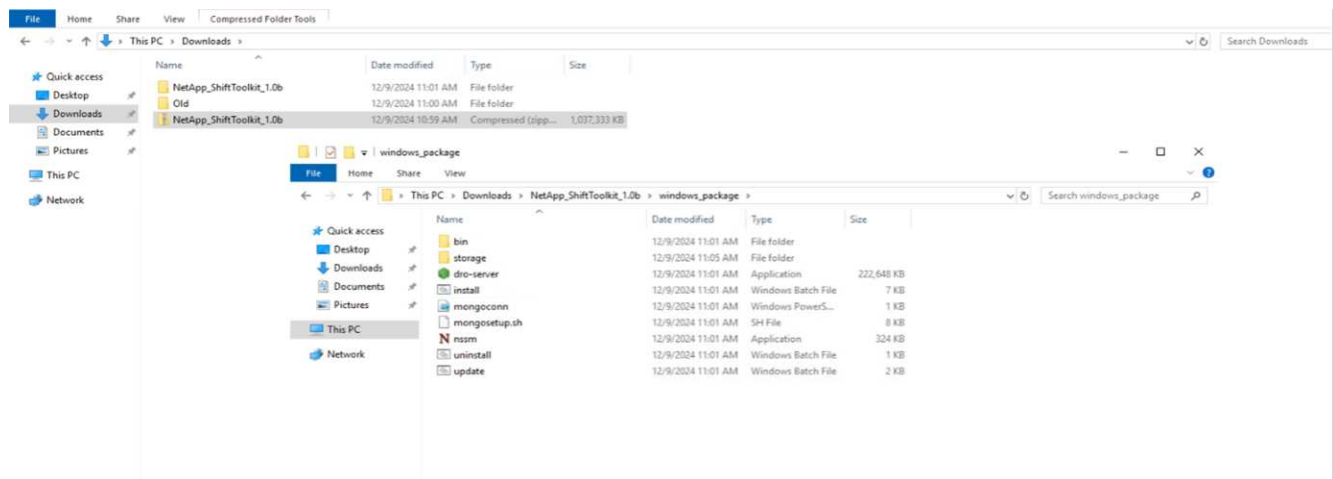 File Home Share View Compressed Folder Tools
This PC > Downloads > Search Downloads
Name Date modified Type Size
Quick access
Desktop
Downloads
Documents
Pictures
This PC
Network
NetApp_ShiftToolkit_1.0b 12/9/2024 11:01 AM File folder
Old 12/9/2024 11:00 AM File folder
NetApp_ShiftToolkit_1.0b 12/9/2024 10:59 AM Compressed (zipp... 1,037,333 KB
windows_package
File Home Share View
This PC > Downloads > NetApp_ShiftToolkit_1.0b > windows_package > Search windows_package
Name Date modified Type Size
Quick access
Desktop
Downloads
Documents
Pictures
This PC
Network
bin 12/9/2024 11:01 AM File folder
storage 12/9/2024 11:05 AM File folder
dro-server 12/9/2024 11:01 AM Application 222,648 KB
install 12/9/2024 11:01 AM Windows Batch File 7 KB
mongoconn 12/9/2024 11:01 AM Windows PowerS... 1 KB
mongosetup.sh 12/9/2024 11:01 AM SH File 8 KB
nssm 12/9/2024 11:01 AM Application 324 KB
uninstall 12/9/2024 11:01 AM Windows Batch File 1 KB
update 12/9/2024 11:01 AM Windows Batch File 2 KB